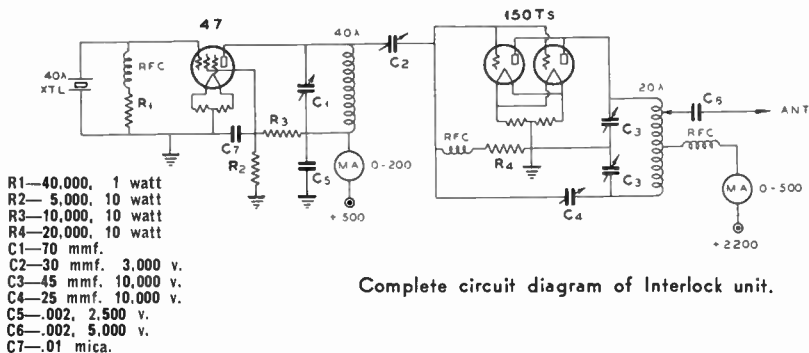 47
150Ts
40λ
C2
20λ
C6
ANT
40λ
XTL
RFC
R1
C1
R3
C7
R2
C5
MA
0-200
+500
RFC
R4
C3
C3
C4
RFC
MA
0-500
+2200
R1—40,000, 1 watt
R2— 5,000, 10 watt
R3—10,000, 10 watt
R4—20,000, 10 watt
C1—70 mmf.
C2—30 mmf. 3,000 v.
C3—45 mmf. 10,000 v.
C4—25 mmf. 10,000 v.
C5—.002, 2,500 v.
C6—.002, 5,000 v.
C7—.01 mica.
Complete circuit diagram of Interlock unit.